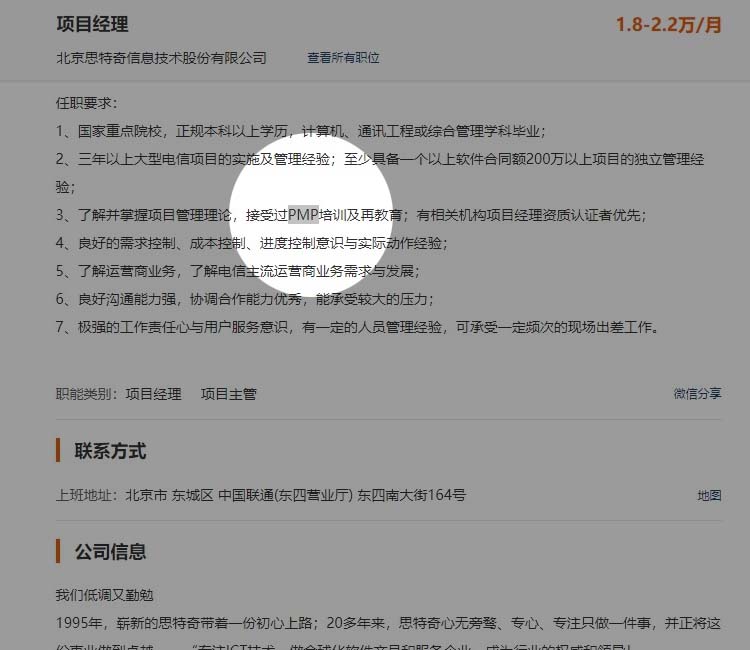 项目经理
1.8-2.2万/月
北京思特奇信息技术股份有限公司 查看所有职位
任职要求：
1、国家重点院校，正规本科以上学历，计算机、通讯工程或综合管理学科毕业；
2、三年以上大型电信项目的实施及管理经验；至少具备一个以上软件合同额200万以上项目的独立管理经
验；
3、了解并掌握项目管理理论，接受过PMP培训及再教育；有相关机构项目经理资质认证者优先；
4、良好的需求控制、成本控制、进度控制意识与实际动作经验；
5、了解运营商业务，了解电信主流运营商业务需求与发展；
6、良好沟通能力强，协调合作能力优秀，能承受较大的压力；
7、极强的工作责任心与用户服务意识，有一定的人员管理经验，可承受一定频次的现场出差工作。
职能类别：项目经理 项目主管 微信分享
联系方式
上班地址：北京市 东城区 中国联通(东四营业厅) 东四南大街164号 地图
公司信息
我们低调又勤勉
1995年，崭新的思特奇带着一份初心上路；20多年来，思特奇心无旁骛、专心、专注只做一件事，并正将这